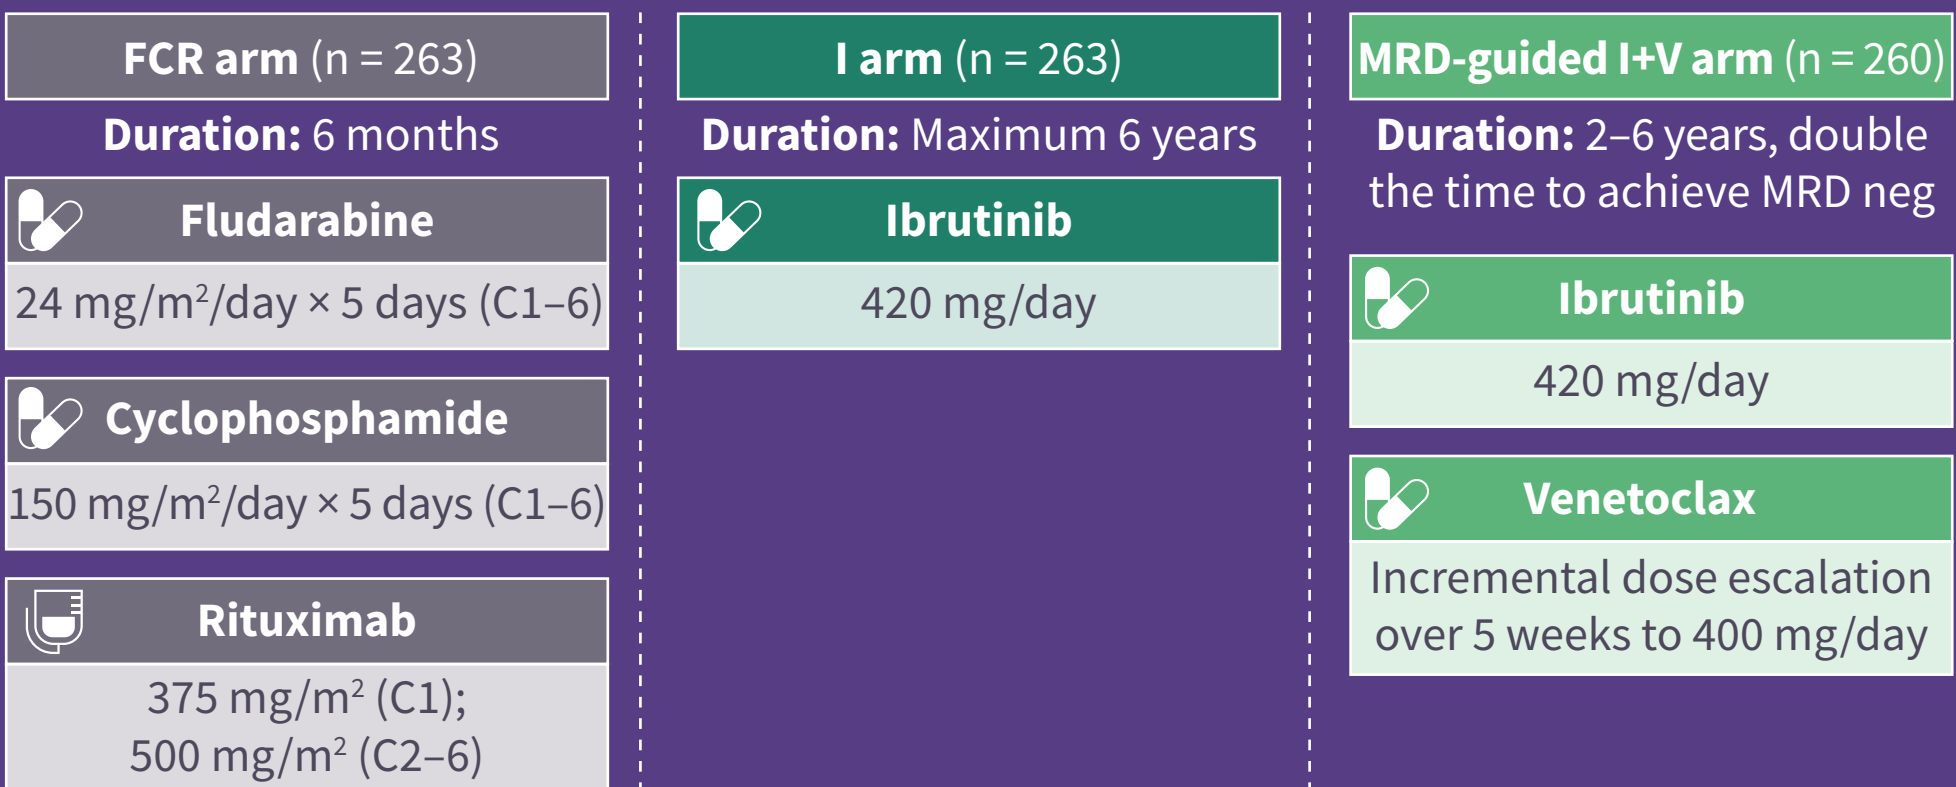 FCR arm (n = 263)
Duration: 6 months
Fludarabine
24 mg/m²/day × 5 days (C1–6)
Cyclophosphamide
150 mg/m²/day × 5 days (C1–6)
Rituximab
375 mg/m² (C1);
500 mg/m² (C2–6)
I arm (n = 263)
Duration: Maximum 6 years
Ibrutinib
420 mg/day
MRD-guided I+V arm (n = 260)
Duration: 2–6 years, double
the time to achieve MRD neg
Ibrutinib
420 mg/day
Venetoclax
Incremental dose escalation
over 5 weeks to 400 mg/day